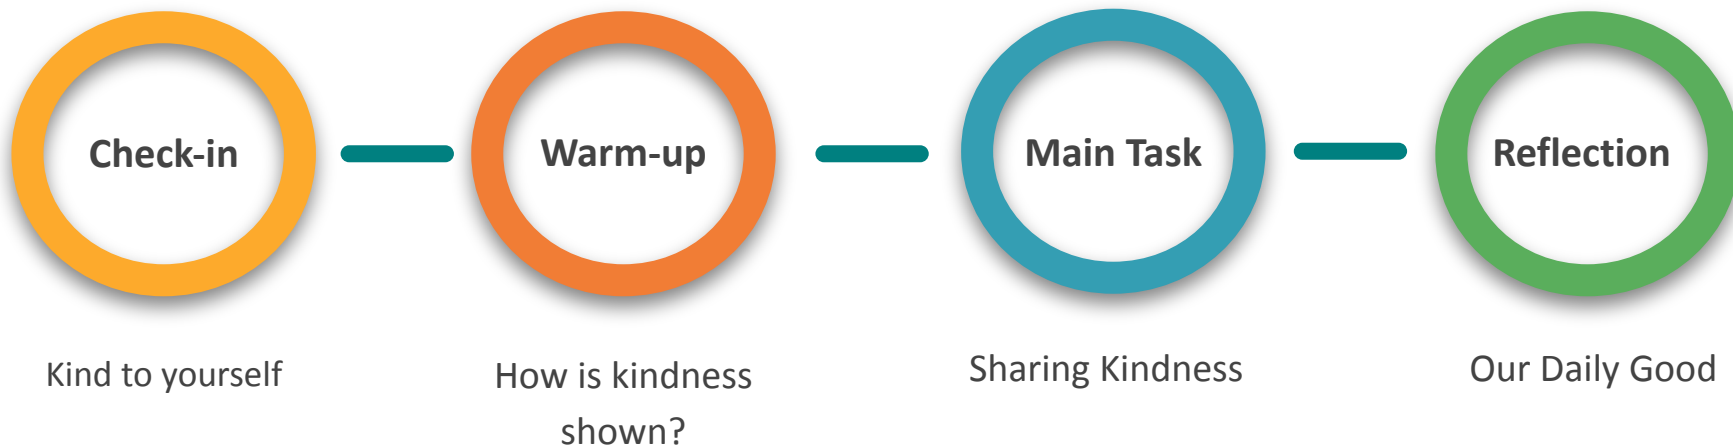 Check-in
Warm-up
Main Task
Reflection
Kind to yourself
How is kindness
shown?
Sharing Kindness
Our Daily Good